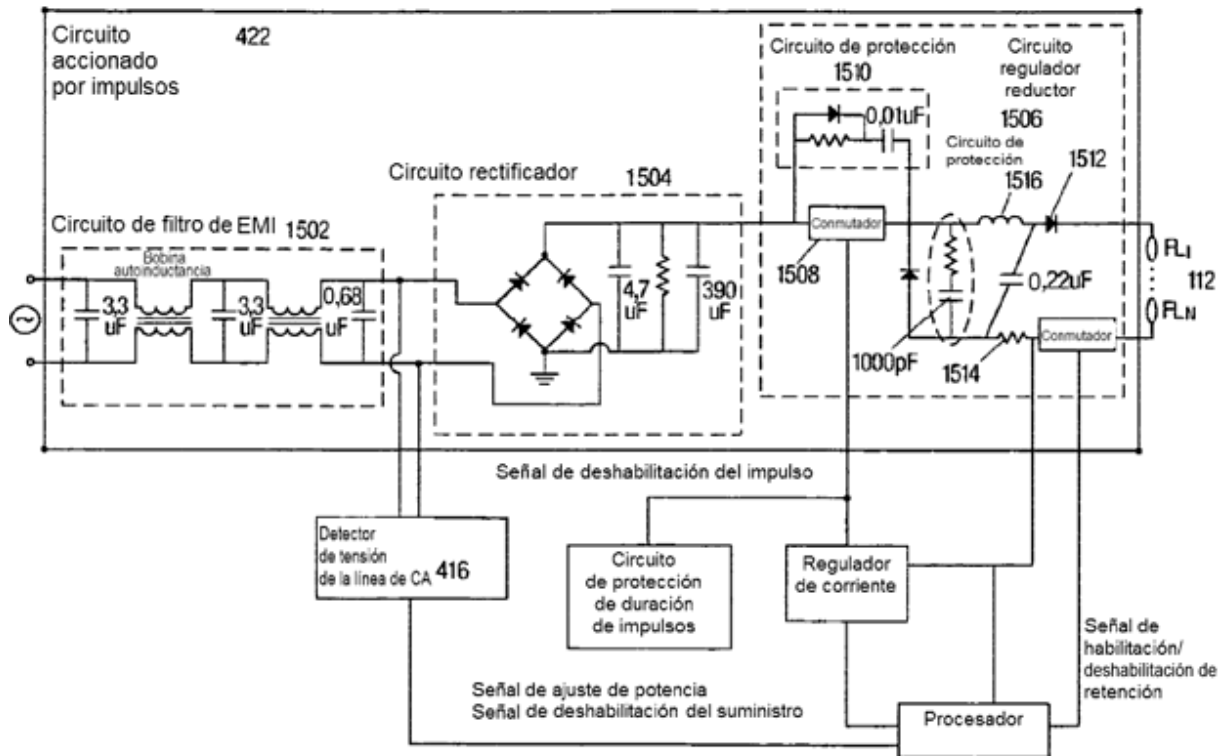 Circuito
accionado
por impulsos
422
Circuito de protección
1510
0,01uF
Circuito
regulador
reductor
1506
Circuito de
protección
1516
1512
Circuito rectificador
1504
Circuito de filtro de EMI 1502
Bobina
autoinductancia
3,3
uF
3,3
uF
0,68
uF
4,7
uF
390
uF
Conmutador
1508
1000pF
0,22uF
1514
Conmutador
FL1
112
FLN
Señal de deshabilitación del impulso
Detector
de tensión
de la línea de CA 416
Circuito
de protección
de duración
de impulsos
Regulador
de corriente
Señal de
habilitación/
deshabilitación de
retención
Señal de ajuste de potencia
Señal de deshabilitación del suministro
Procesador